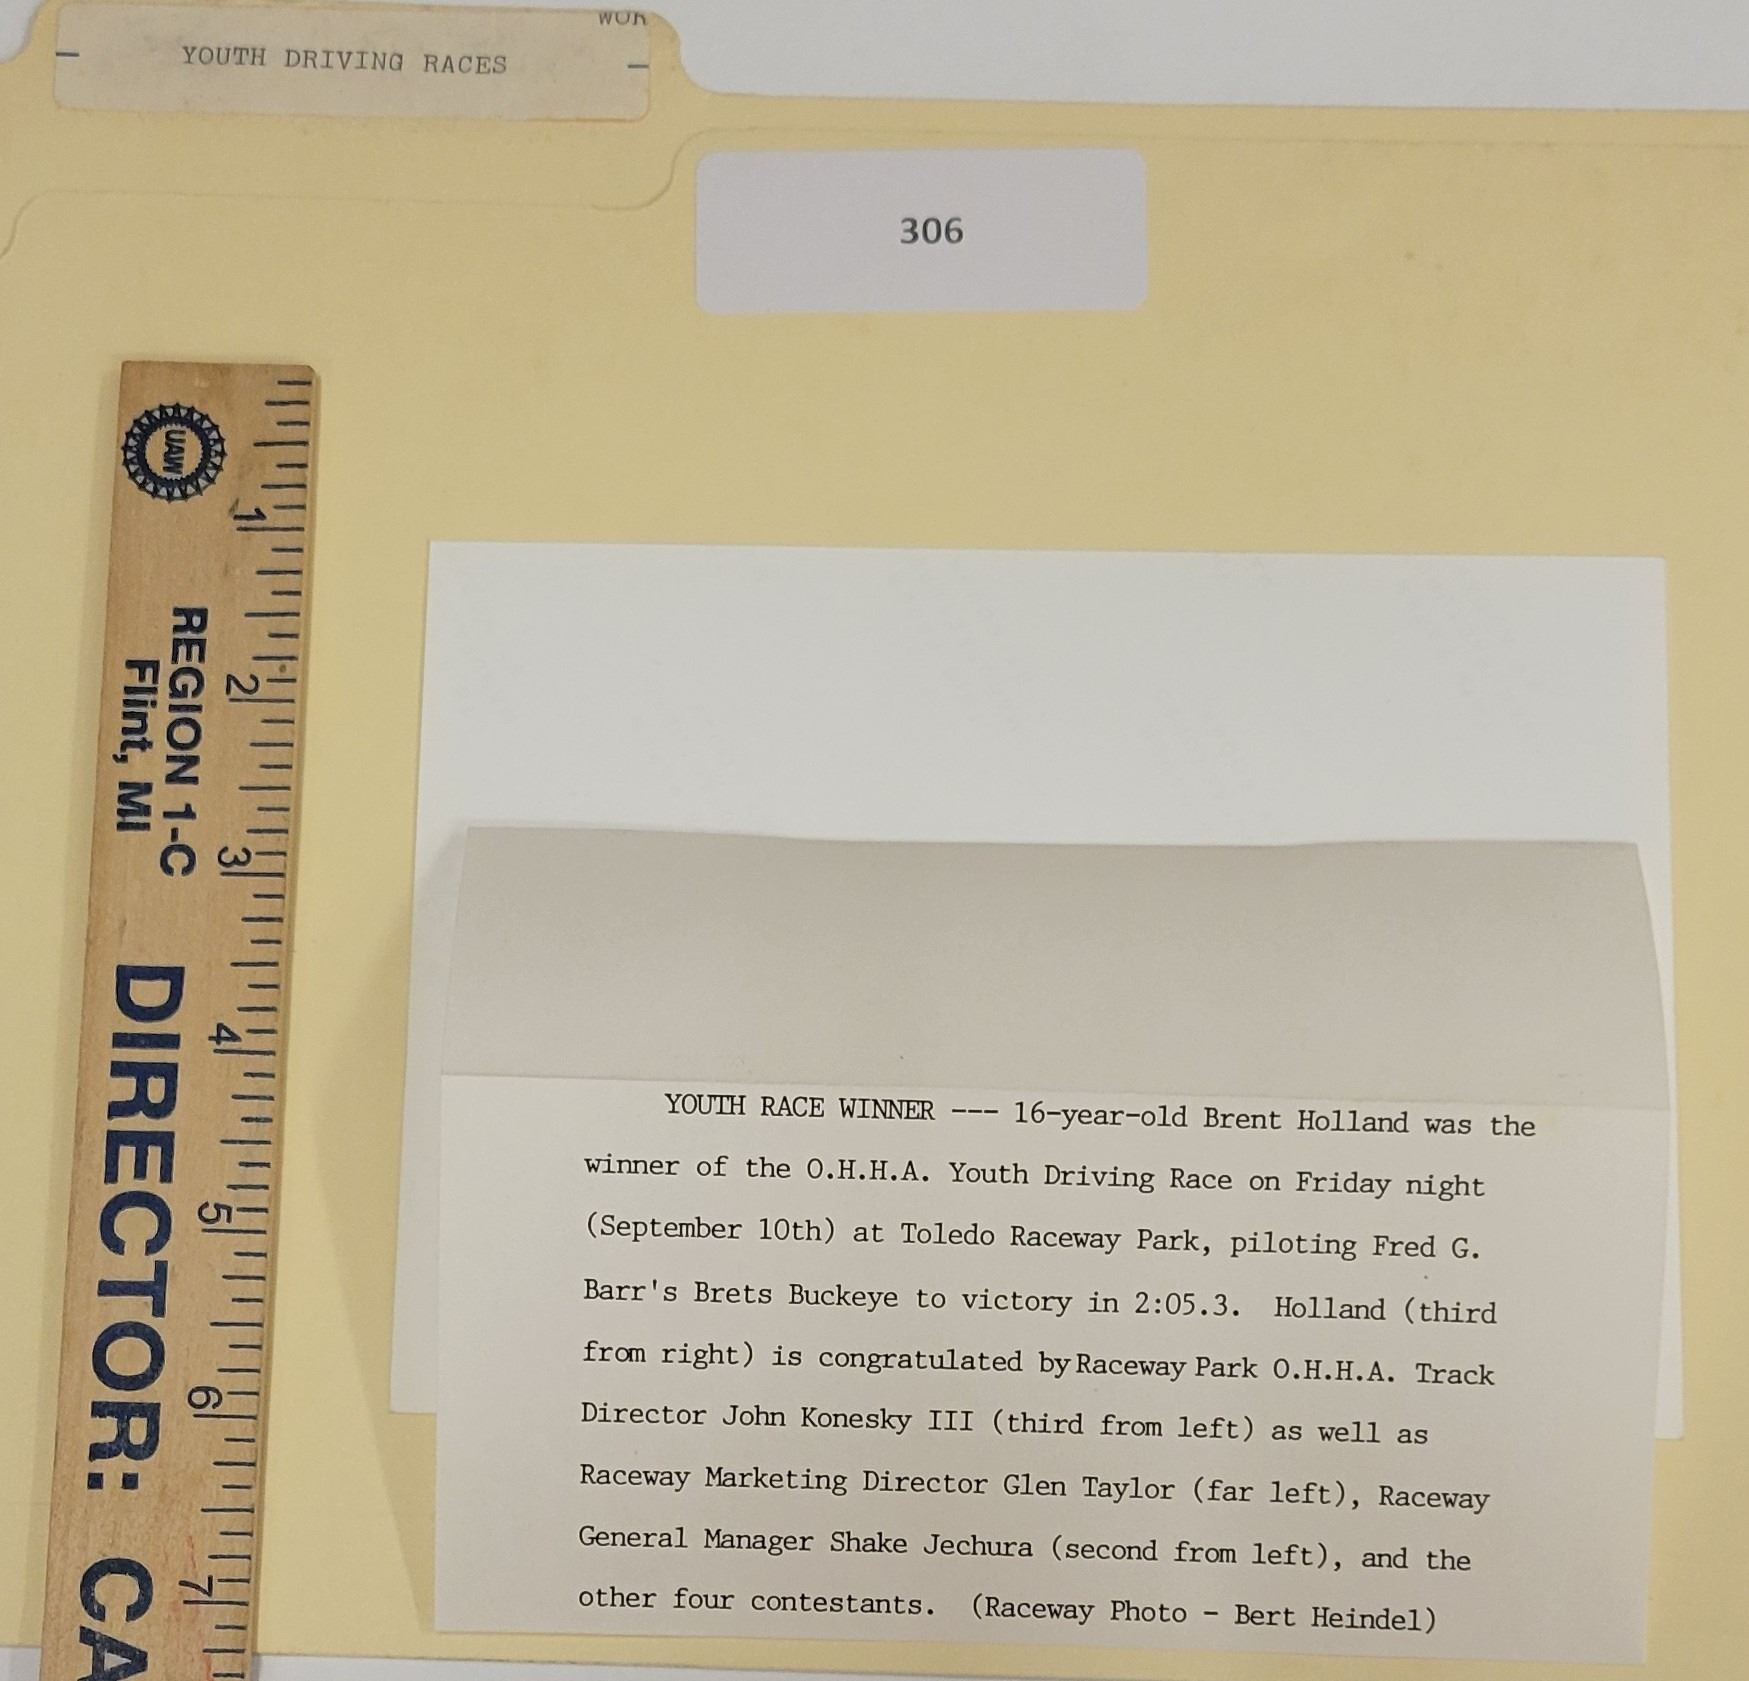 WOR
YOUTH DRIVING RACES
306
UAW
REGION 1-C
Flint, MI
DIRECTOR: CA
1
2
3
4
5
6
7
YOUTH RACE WINNER --- 16-year-old Brent Holland was the
winner of the O.H.H.A. Youth Driving Race on Friday night
(September 10th) at Toledo Raceway Park, piloting Fred G.
Barr's Brets Buckeye to victory in 2:05.3. Holland (third
from right) is congratulated by Raceway Park O.H.H.A. Track
Director John Konesky III (third from left) as well as
Raceway Marketing Director Glen Taylor (far left), Raceway
General Manager Shake Jechura (second from left), and the
other four contestants. (Raceway Photo - Bert Heindel)